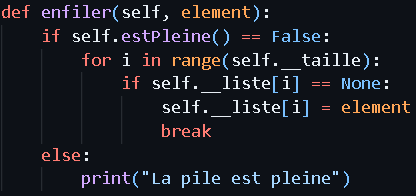 def enfiler(self, element):
    if self.estPleine() == False:
        for i in range(self.__taille):
            if self.__liste[i] == None:
                self.__liste[i] = element
                break
    else:
        print("La pile est pleine")